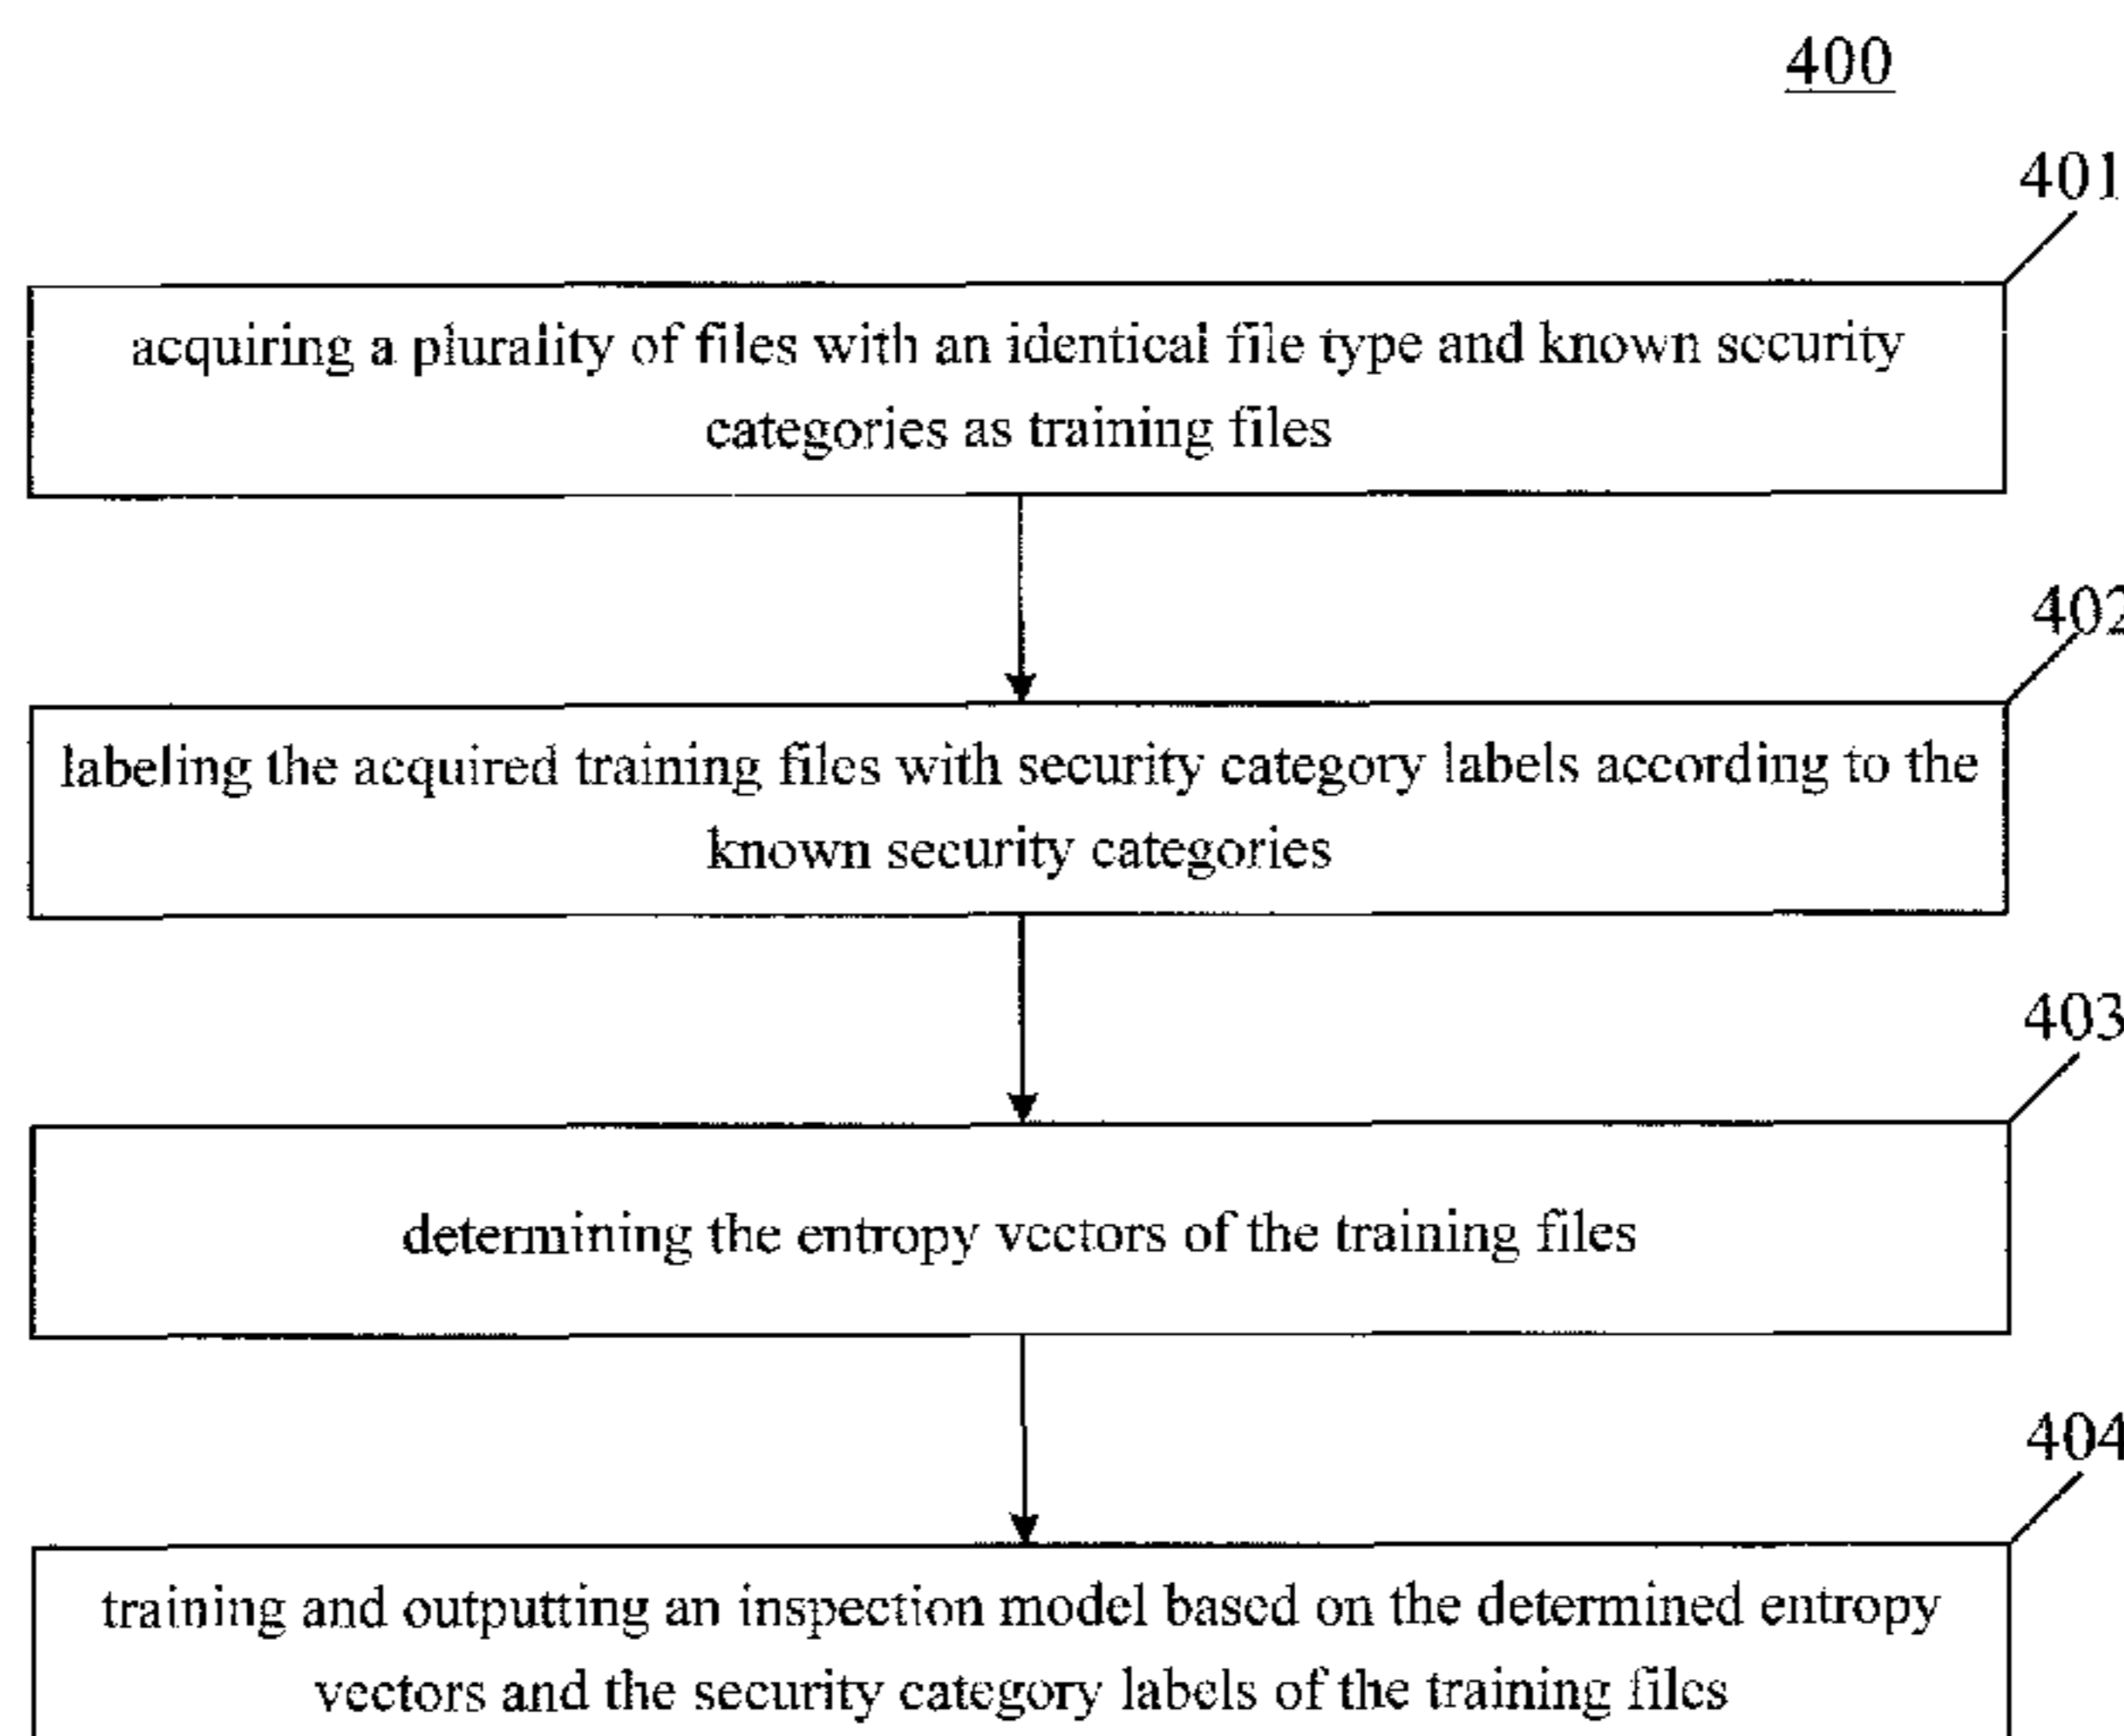 400
401
acquiring a plurality of files with an identical file type and known security
categories as training files
402
labeling the acquired training files with security category labels according to the
known security categories
403
determining the entropy vectors of the training files
404
training and outputting an inspection model based on the determined entropy
vectors and the security category labels of the training files